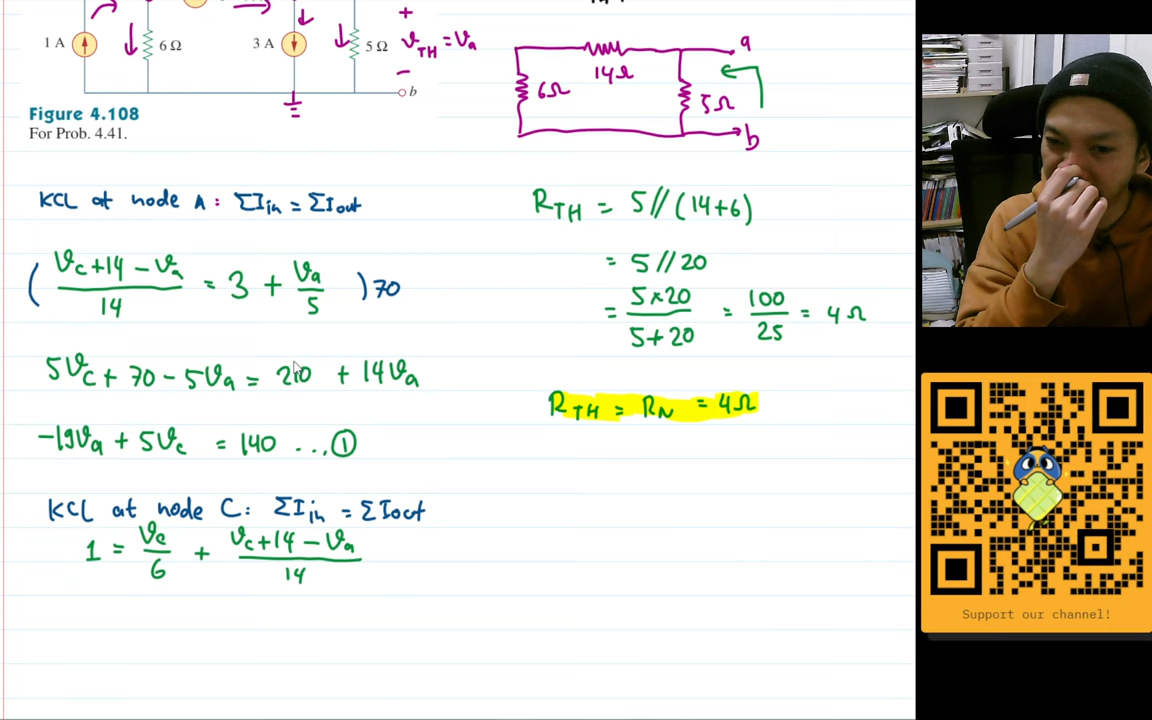 1 A
6 Ω
3 A
5 Ω
+
v_TH = v_a
−
b
Figure 4.108
For Prob. 4.41.
14Ω
6Ω
5Ω
a
b
KCL at node A: ΣI_in = ΣI_out
( (v_c + 14 − v_a)/14 = 3 + v_a/5 ) 70
5v_c + 70 − 5v_a = 210 + 14v_a
−19v_a + 5v_c = 140 ... ①
KCL at node C: ΣI_in = ΣI_out
1 = v_c/6 + (v_c + 14 − v_a)/14
R_TH = 5 // (14+6)
= 5 // 20
= (5×20)/(5+20) = 100/25 = 4 Ω
R_TH = R_N = 4Ω
Support our channel!